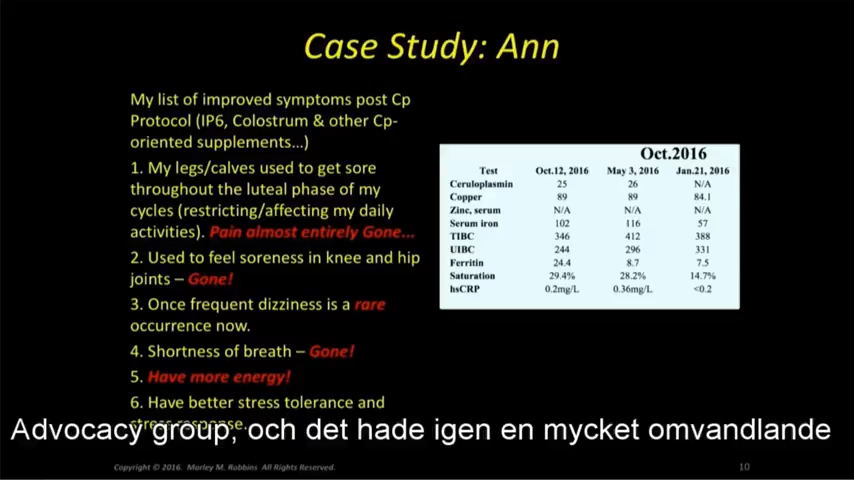 Case Study: Ann
My list of improved symptoms post Cp
Protocol (IP6, Colostrum & other Cp-
oriented supplements...)
1. My legs/calves used to get sore
throughout the luteal phase of my
cycles (restricting/affecting my daily
activities). Pain almost entirely Gone...
2. Used to feel soreness in knee and hip
joints – Gone!
3. Once frequent dizziness is a rare
occurrence now.
4. Shortness of breath – Gone!
5. Have more energy!
6. Have better stress tolerance and
stress response.
Oct.2016
Test Oct.12, 2016 May 3, 2016 Jan.21, 2016
Ceruloplasmin 25 26 N/A
Copper 89 89 84.1
Zinc, serum N/A N/A N/A
Serum iron 102 116 57
TIBC 346 412 388
UIBC 244 296 331
Ferritin 24.4 8.7 7.5
Saturation 29.4% 28.2% 14.7%
hsCRP 0.2mg/L 0.36mg/L <0.2
Advocacy group, och det hade igen en mycket omvandlande
Copyright © 2016. Morley M. Robbins All Rights Reserved.
10